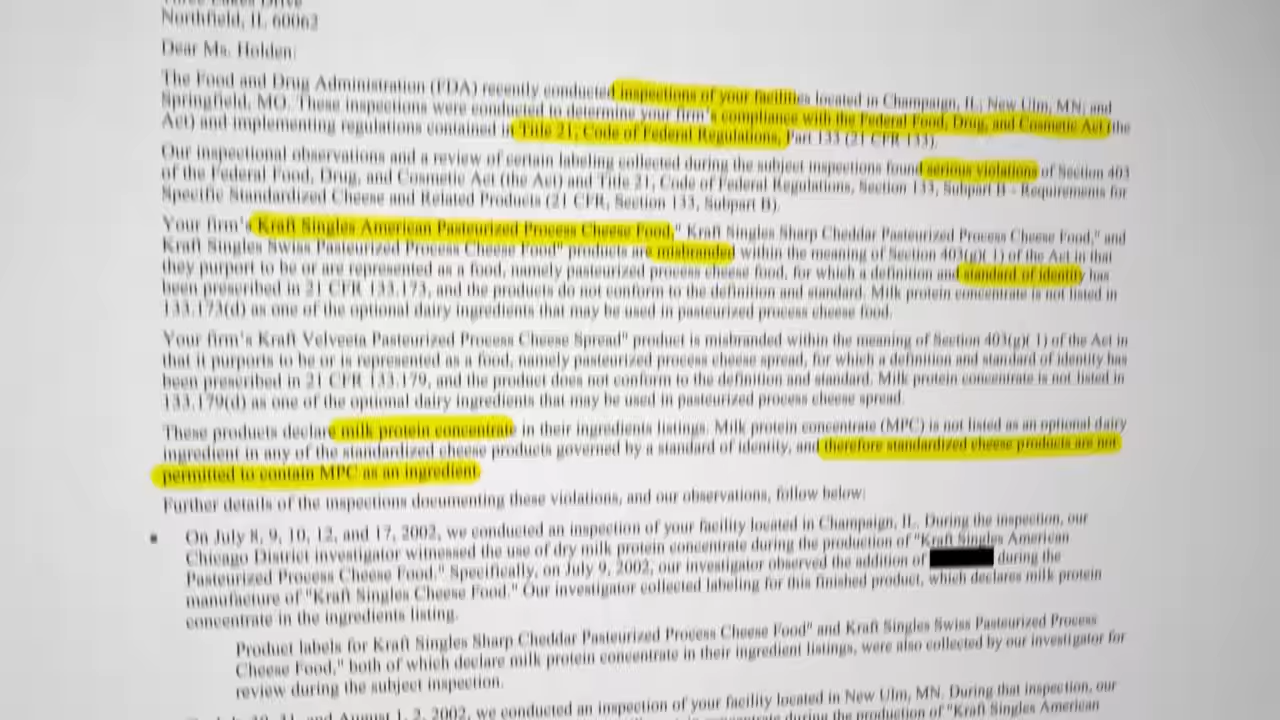 Three Lakes Drive
Northfield, IL 60062
Dear Ms. Holden:
The Food and Drug Administration (FDA) recently conducted inspections of your facilities located in Champaign, IL; New Ulm, MN; and
Springfield, MO. These inspections were conducted to determine your firm's compliance with the Federal Food, Drug, and Cosmetic Act (the
Act) and implementing regulations contained in Title 21, Code of Federal Regulations, Part 133 (21 CFR 133).
Our inspectional observations and a review of certain labeling collected during the subject inspections found serious violations of Section 403
of the Federal Food, Drug, and Cosmetic Act (the Act) and Title 21, Code of Federal Regulations, Section 133, Subpart B - Requirements for
Specific Standardized Cheese and Related Products (21 CFR, Section 133, Subpart B).
Your firm's Kraft Singles American Pasteurized Process Cheese Food," Kraft Singles Sharp Cheddar Pasteurized Process Cheese Food," and
Kraft Singles Swiss Pasteurized Process Cheese Food" products are misbranded within the meaning of Section 403(g)( 1) of the Act in that
they purport to be or are represented as a food, namely pasteurized process cheese food, for which a definition and standard of identity has
been prescribed in 21 CFR 133.173, and the products do not conform to the definition and standard. Milk protein concentrate is not listed in
133.173(d) as one of the optional dairy ingredients that may be used in pasteurized process cheese food.
Your firm's Kraft Velveeta Pasteurized Process Cheese Spread" product is misbranded within the meaning of Section 403(g)( 1) of the Act in
that it purports to be or is represented as a food, namely pasteurized process cheese spread, for which a definition and standard of identity has
been prescribed in 21 CFR 133.179, and the product does not conform to the definition and standard. Milk protein concentrate is not listed in
133.179(d) as one of the optional dairy ingredients that may be used in pasteurized process cheese spread.
These products declare milk protein concentrate in their ingredients listings. Milk protein concentrate (MPC) is not listed as an optional dairy
ingredient in any of the standardized cheese products governed by a standard of identity, and therefore standardized cheese products are not
permitted to contain MPC as an ingredient
Further details of the inspections documenting these violations, and our observations, follow below:
On July 8, 9, 10, 12, and 17, 2002, we conducted an inspection of your facility located in Champaign, IL. During the inspection, our
Chicago District investigator witnessed the use of dry milk protein concentrate during the production of "Kraft Singles American
Pasteurized Process Cheese Food." Specifically, on July 9, 2002, our investigator observed the addition of during the
manufacture of "Kraft Singles Cheese Food." Our investigator collected labeling for this finished product, which declares milk protein
concentrate in the ingredients listing.
Product labels for Kraft Singles Sharp Cheddar Pasteurized Process Cheese Food" and Kraft Singles Swiss Pasteurized Process
Cheese Food," both of which declare milk protein concentrate in their ingredient listings, were also collected by our investigator for
review during the subject inspection.
and August 1, 2, 2002, we conducted an inspection of your facility located in New Ulm, MN. During that inspection, our
concentrate during the production of "Kraft Singles American